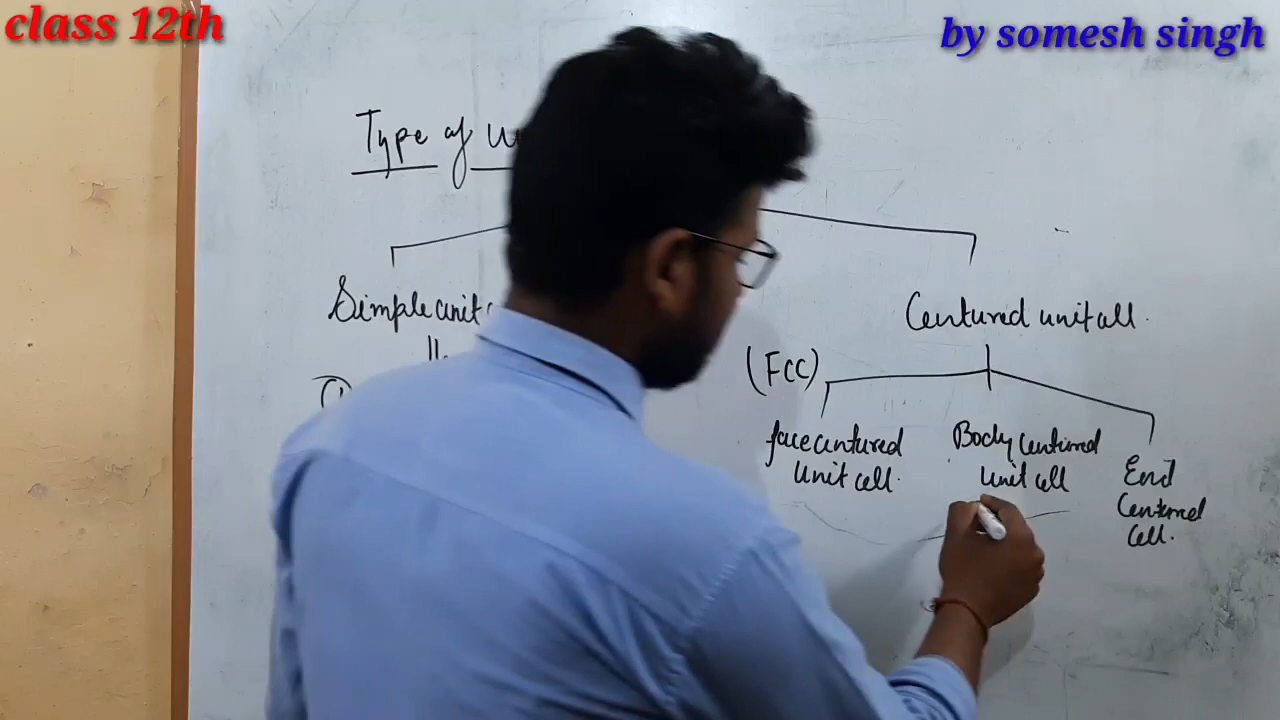 class 12th
by somesh singh
Type of
Simple unit
Centured unit cell.
(FCC)
face centured
Unit cell.
Body Centured
Unit cell
End
Centured
Cell.
①